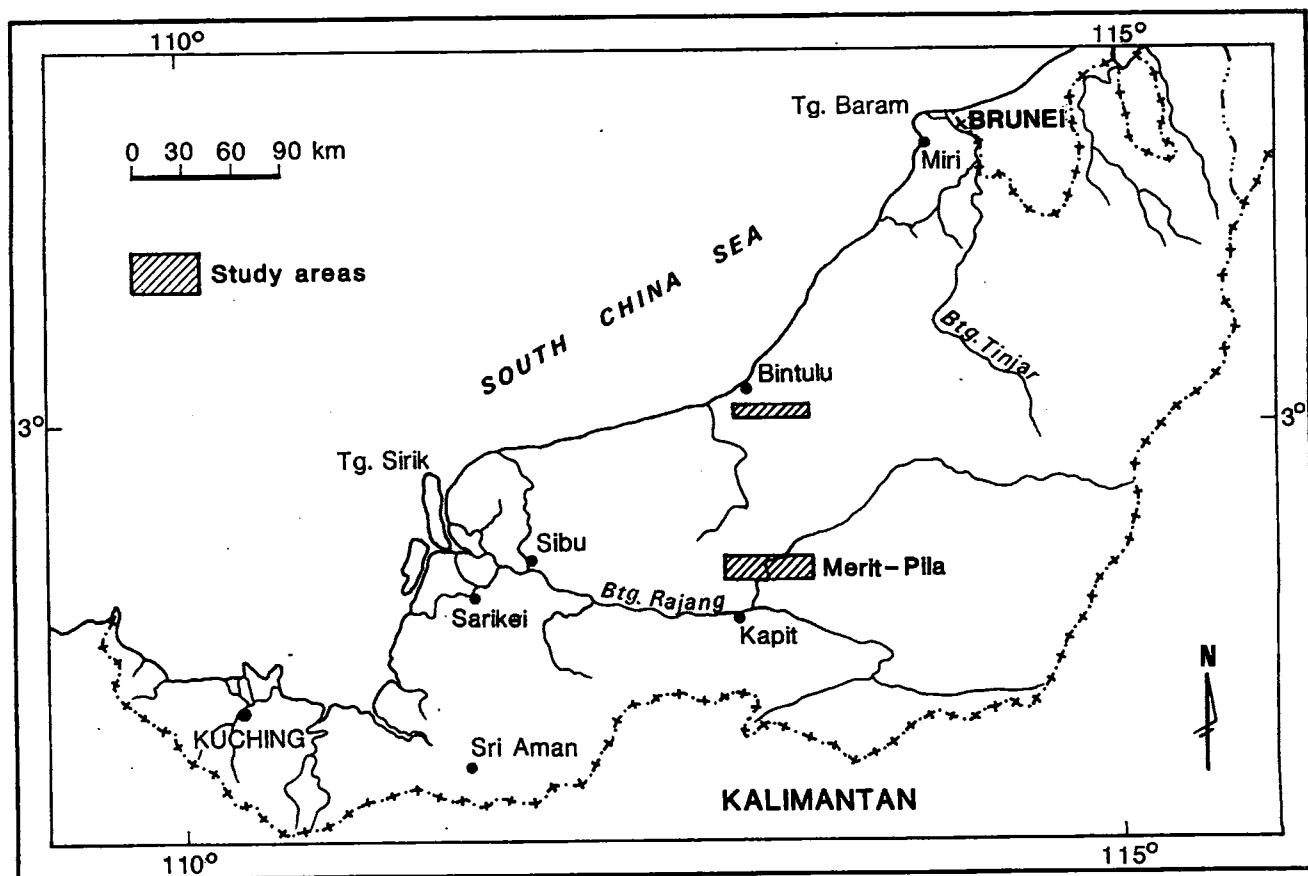 110°
115°
Tg. Baram
BRUNEI
Miri
0 30 60 90 km
SOUTH CHINA SEA
Study areas
Btg. Tinjar
Bintulu
3°
3°
Tg. Sirik
Sibu
Merit-Pila
Btg. Rajang
Sarikei
Kapit
N
KUCHING
Sri Aman
KALIMANTAN
110°
115°